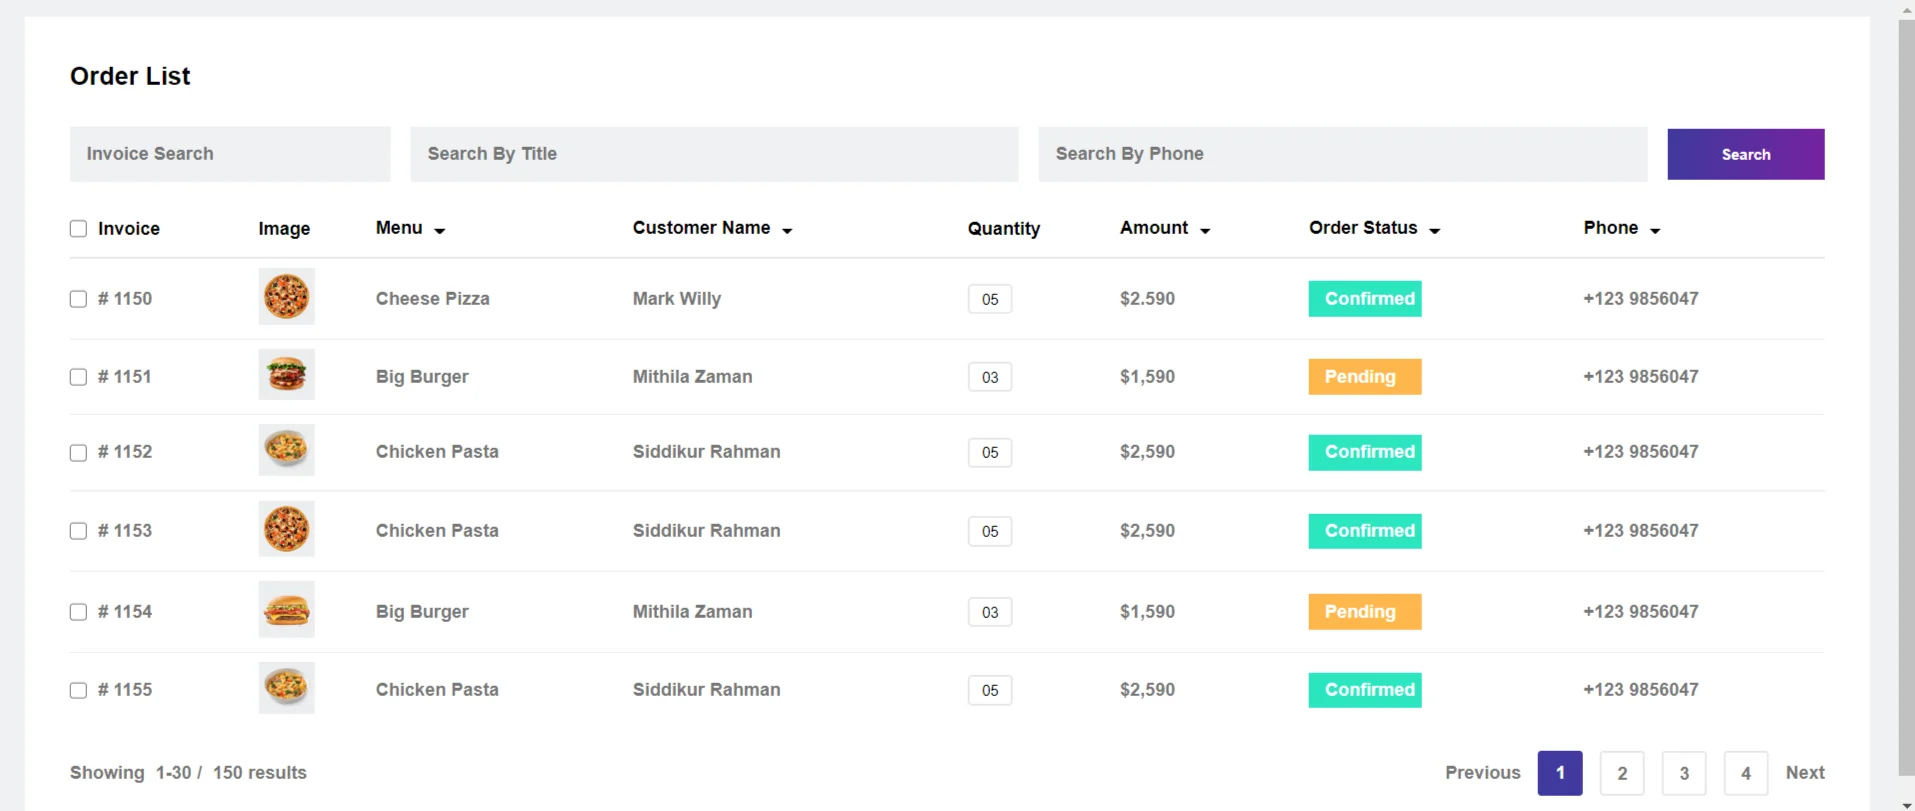 Order List
Invoice Search Search By Title Search By Phone Search
Invoice Image Menu Customer Name Quantity Amount Order Status Phone
# 1150 Cheese Pizza Mark Willy 05 $2.590 Confirmed +123 9856047
# 1151 Big Burger Mithila Zaman 03 $1,590 Pending +123 9856047
# 1152 Chicken Pasta Siddikur Rahman 05 $2,590 Confirmed +123 9856047
# 1153 Chicken Pasta Siddikur Rahman 05 $2,590 Confirmed +123 9856047
# 1154 Big Burger Mithila Zaman 03 $1,590 Pending +123 9856047
# 1155 Chicken Pasta Siddikur Rahman 05 $2,590 Confirmed +123 9856047
Showing 1-30 / 150 results Previous 1 2 3 4 Next